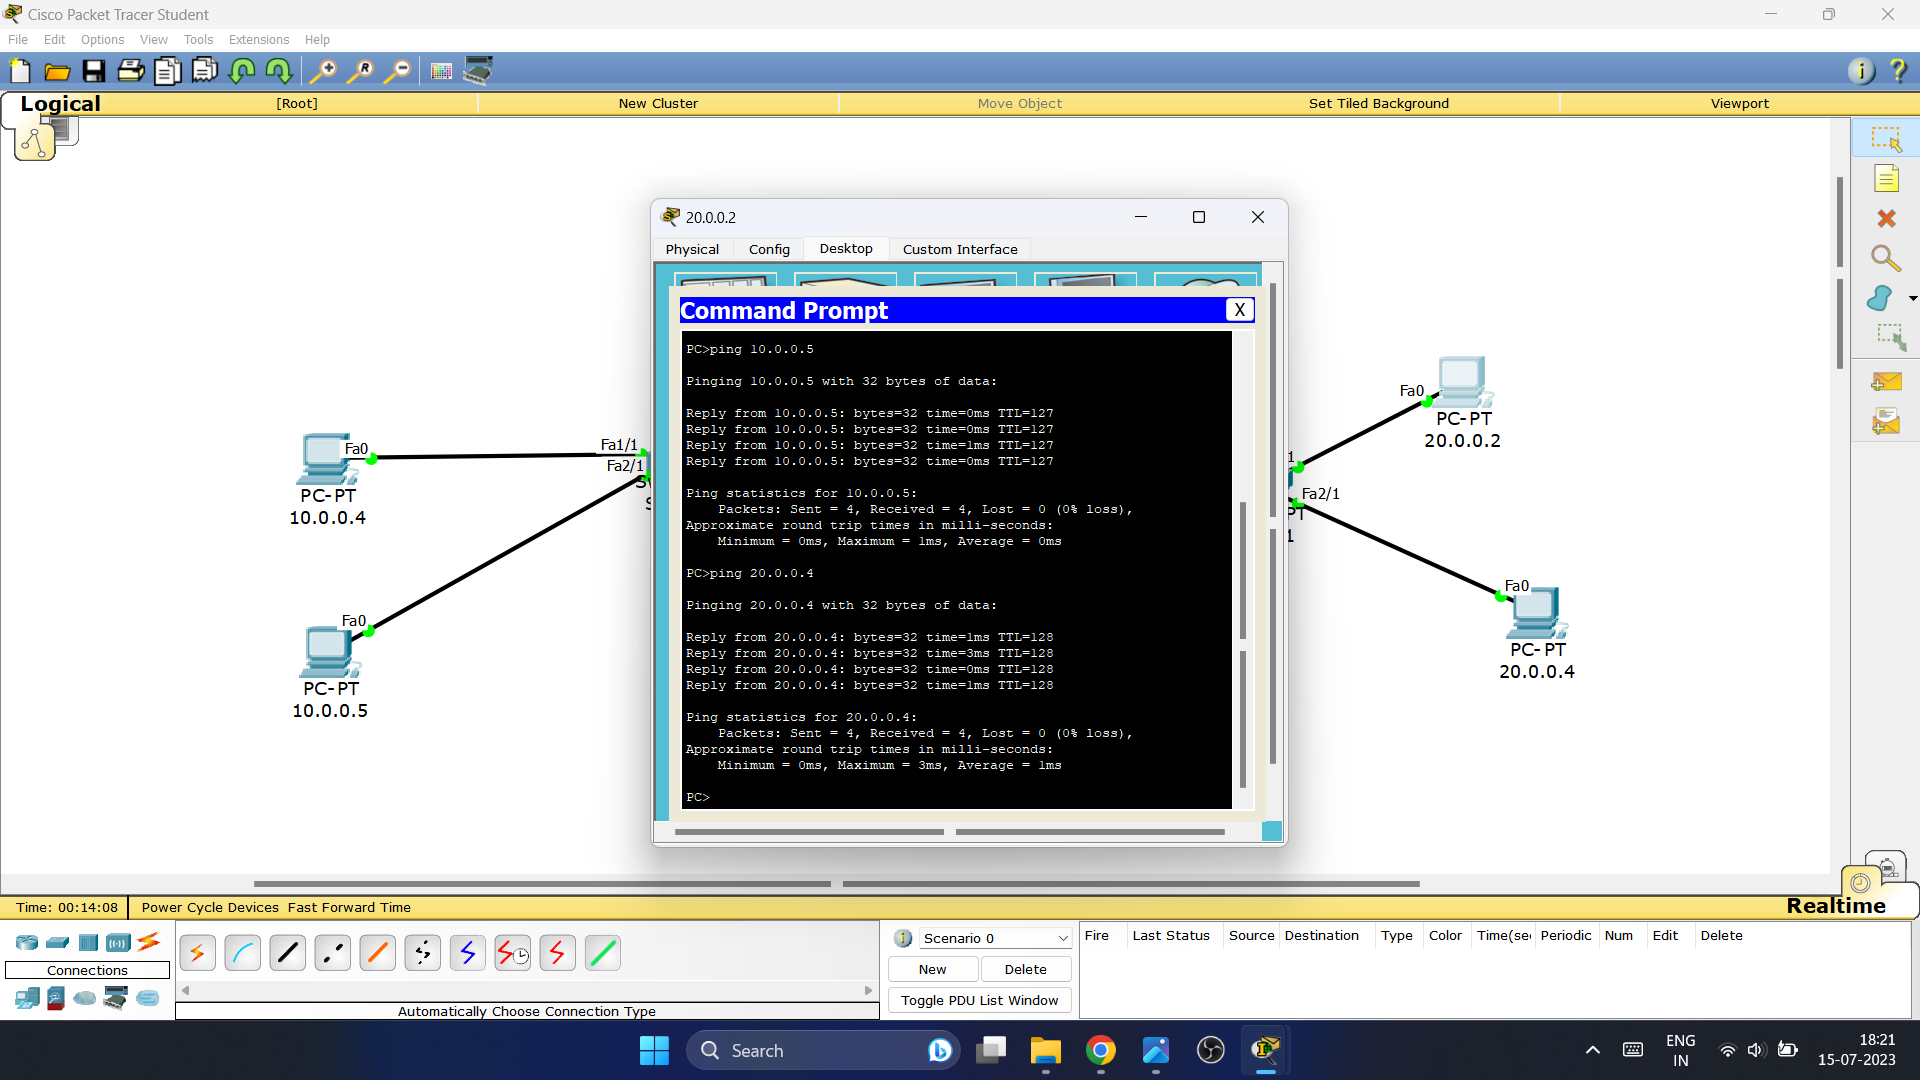 Cisco Packet Tracer Student
File Edit Options View Tools Extensions Help
Logical [Root] New Cluster Move Object Set Tiled Background Viewport
20.0.0.2
Physical Config Desktop Custom Interface
Command Prompt X
PC>ping 10.0.0.5
Pinging 10.0.0.5 with 32 bytes of data:
Reply from 10.0.0.5: bytes=32 time=0ms TTL=127
Reply from 10.0.0.5: bytes=32 time=0ms TTL=127
Reply from 10.0.0.5: bytes=32 time=1ms TTL=127
Reply from 10.0.0.5: bytes=32 time=0ms TTL=127
Ping statistics for 10.0.0.5:
Packets: Sent = 4, Received = 4, Lost = 0 (0% loss),
Approximate round trip times in milli-seconds:
Minimum = 0ms, Maximum = 1ms, Average = 0ms
PC>ping 20.0.0.4
Pinging 20.0.0.4 with 32 bytes of data:
Reply from 20.0.0.4: bytes=32 time=1ms TTL=128
Reply from 20.0.0.4: bytes=32 time=3ms TTL=128
Reply from 20.0.0.4: bytes=32 time=0ms TTL=128
Reply from 20.0.0.4: bytes=32 time=1ms TTL=128
Ping statistics for 20.0.0.4:
Packets: Sent = 4, Received = 4, Lost = 0 (0% loss),
Approximate round trip times in milli-seconds:
Minimum = 0ms, Maximum = 3ms, Average = 1ms
PC>
Fa0
PC-PT
10.0.0.4
Fa1/1
Fa2/1
Fa0
PC-PT
10.0.0.5
Fa0
PC-PT
20.0.0.2
1
Fa2/1
PT
1
Fa0
PC-PT
20.0.0.4
Time: 00:14:08 Power Cycle Devices Fast Forward Time
Realtime
Connections
Automatically Choose Connection Type
Scenario 0
New Delete
Toggle PDU List Window
Fire Last Status Source Destination Type Color Time(se Periodic Num Edit Delete
Search
ENG
IN
18:21
15-07-2023